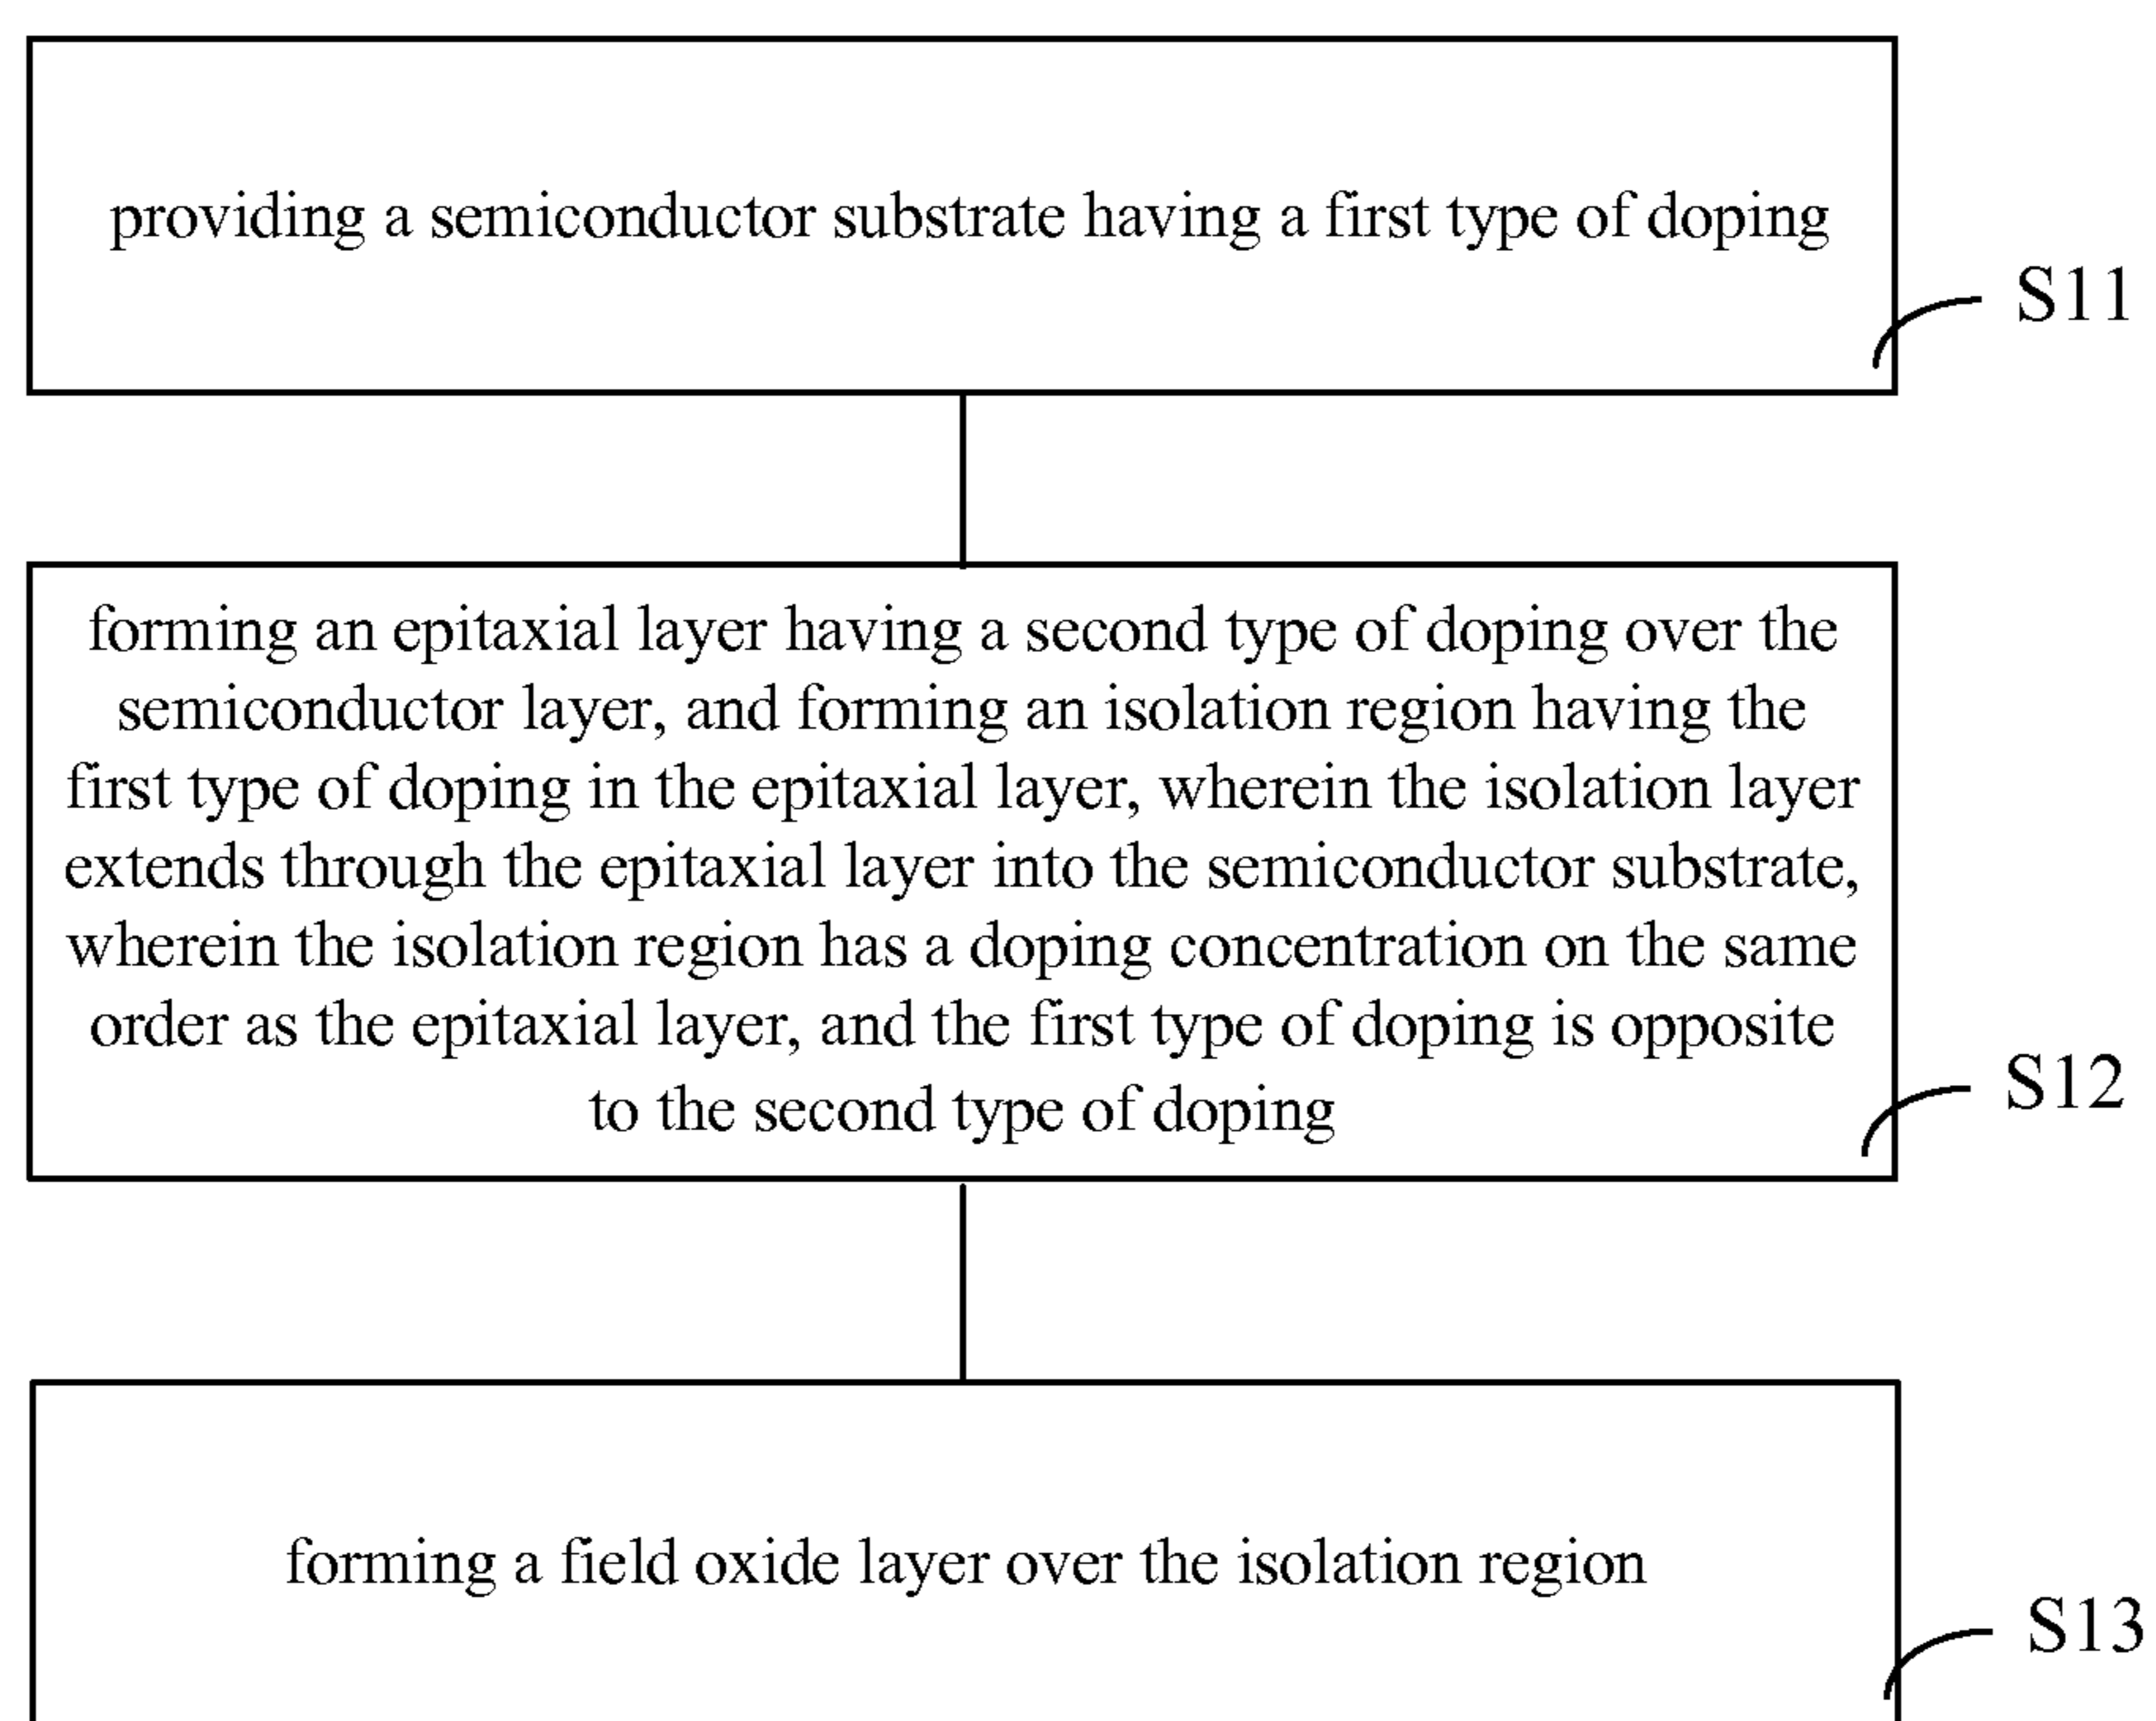 providing a semiconductor substrate having a first type of doping
S11
forming an epitaxial layer having a second type of doping over the
semiconductor layer, and forming an isolation region having the
first type of doping in the epitaxial layer, wherein the isolation layer
extends through the epitaxial layer into the semiconductor substrate,
wherein the isolation region has a doping concentration on the same
order as the epitaxial layer, and the first type of doping is opposite
to the second type of doping
S12
forming a field oxide layer over the isolation region
S13